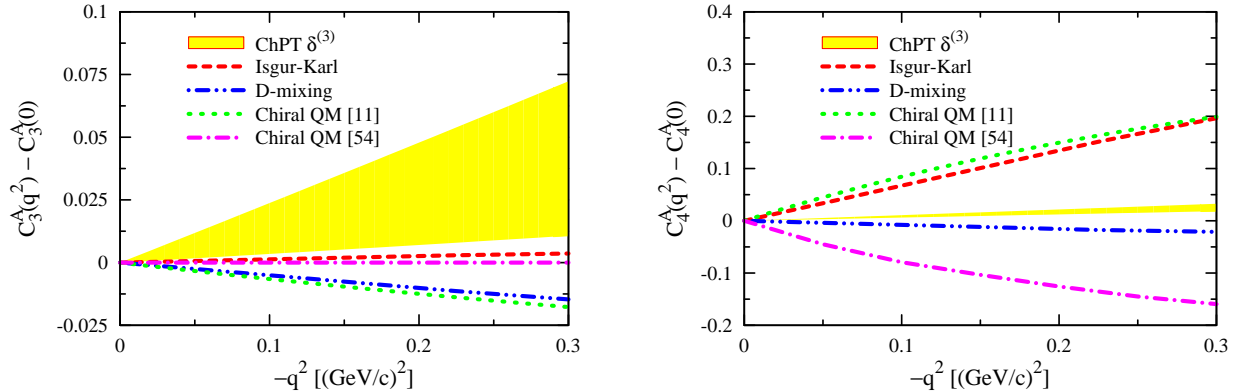 0.1
0.075
0.05
0.025
0
-0.025
C₃ᴬ(q²) − C₃ᴬ(0)
ChPT δ⁽³⁾
Isgur-Karl
D-mixing
Chiral QM [11]
Chiral QM [54]
0 0.1 0.2 0.3
−q² [(GeV/c)²]
0.4
0.3
0.2
0.1
0
-0.1
-0.2
C₄ᴬ(q²) − C₄ᴬ(0)
ChPT δ⁽³⁾
Isgur-Karl
D-mixing
Chiral QM [11]
Chiral QM [54]
0 0.1 0.2 0.3
−q² [(GeV/c)²]